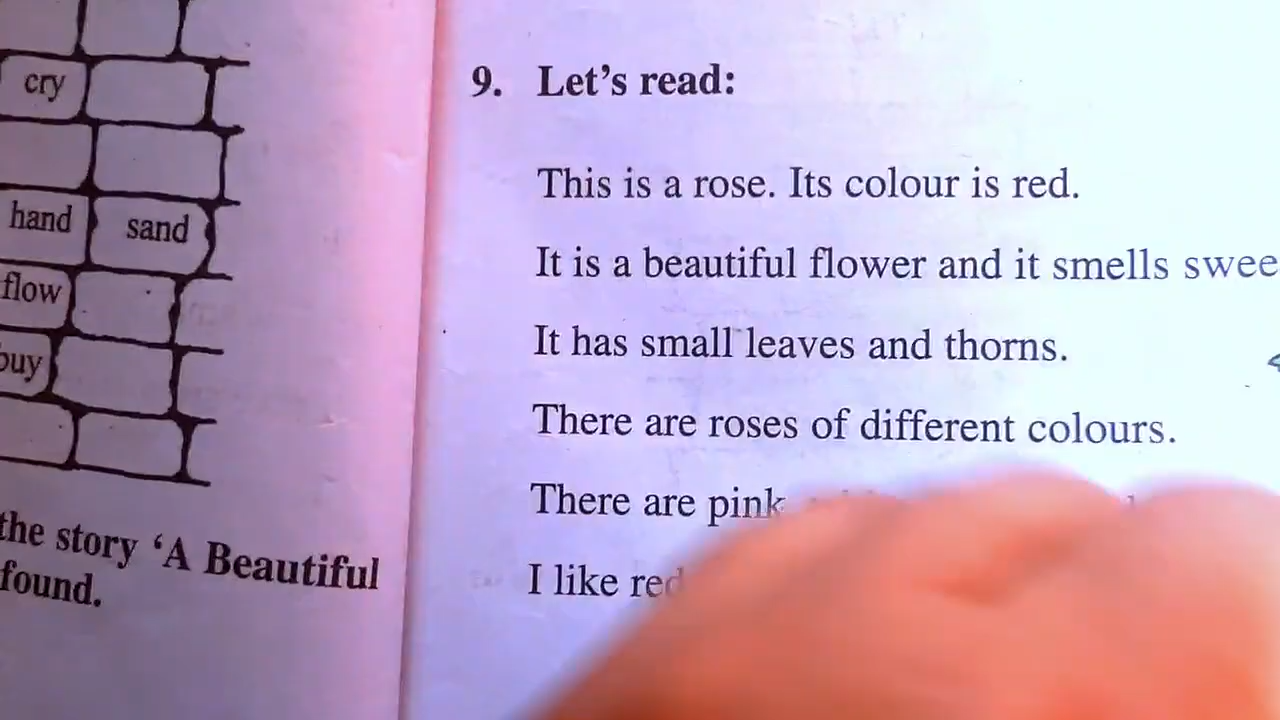 cry
hand sand
flow
buy
the story ‘A Beautiful
found.
9. Let’s read:
This is a rose. Its colour is red.
It is a beautiful flower and it smells swee
It has small leaves and thorns.
There are roses of different colours.
There are pink
I like red